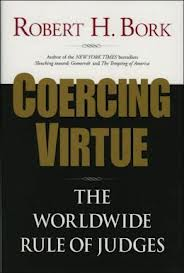 ROBERT H. BORK
Author of the NEW YORK TIMES bestsellers
Slouching towards Gomorrah and The Tempting of America
COERCING
VIRTUE
THE
WORLDWIDE
RULE OF JUDGES